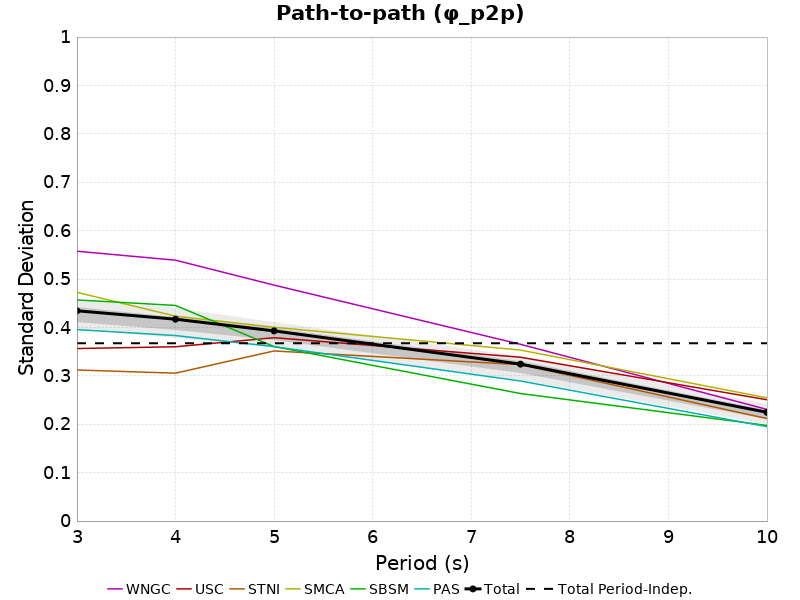 Path-to-path (φ_p2p)
1
0.9
0.8
0.7
0.6
0.5
0.4
0.3
0.2
0.1
0
Standard Deviation
3 4 5 6 7 8 9 10
Period (s)
WNGC USC STNI SMCA SBSM PAS Total Total Period-Indep.